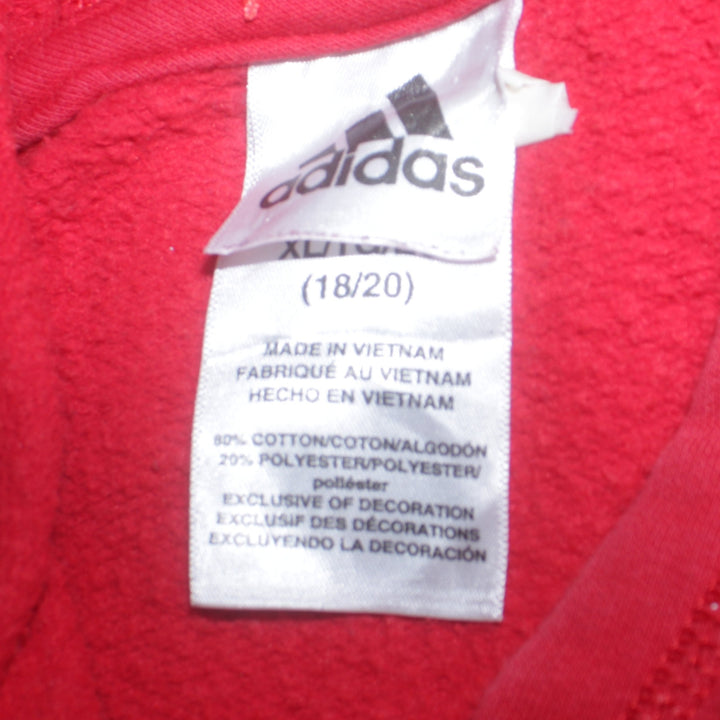 adidas
(18/20)
MADE IN VIETNAM
FABRIQUÉ AU VIETNAM
HECHO EN VIETNAM
80% COTTON/COTON/ALGODÓN
20% POLYESTER/POLYESTER/
poliéster
EXCLUSIVE OF DECORATION
EXCLUSIF DES DÉCORATIONS
EXCLUYENDO LA DECORACIÓN